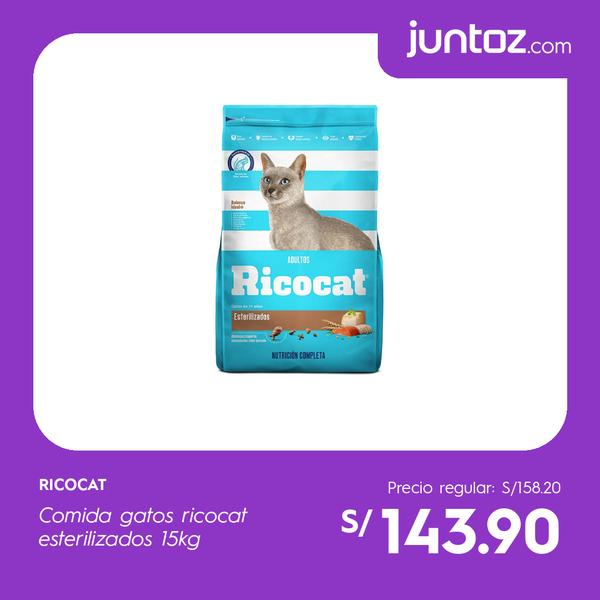 juntoz.com
ADULTOS
Ricocat
Esterilizados
NUTRICIÓN COMPLETA
RICOCAT
Precio regular: S/158.20
Comida gatos ricocat
esterilizados 15kg
S/ 143.90